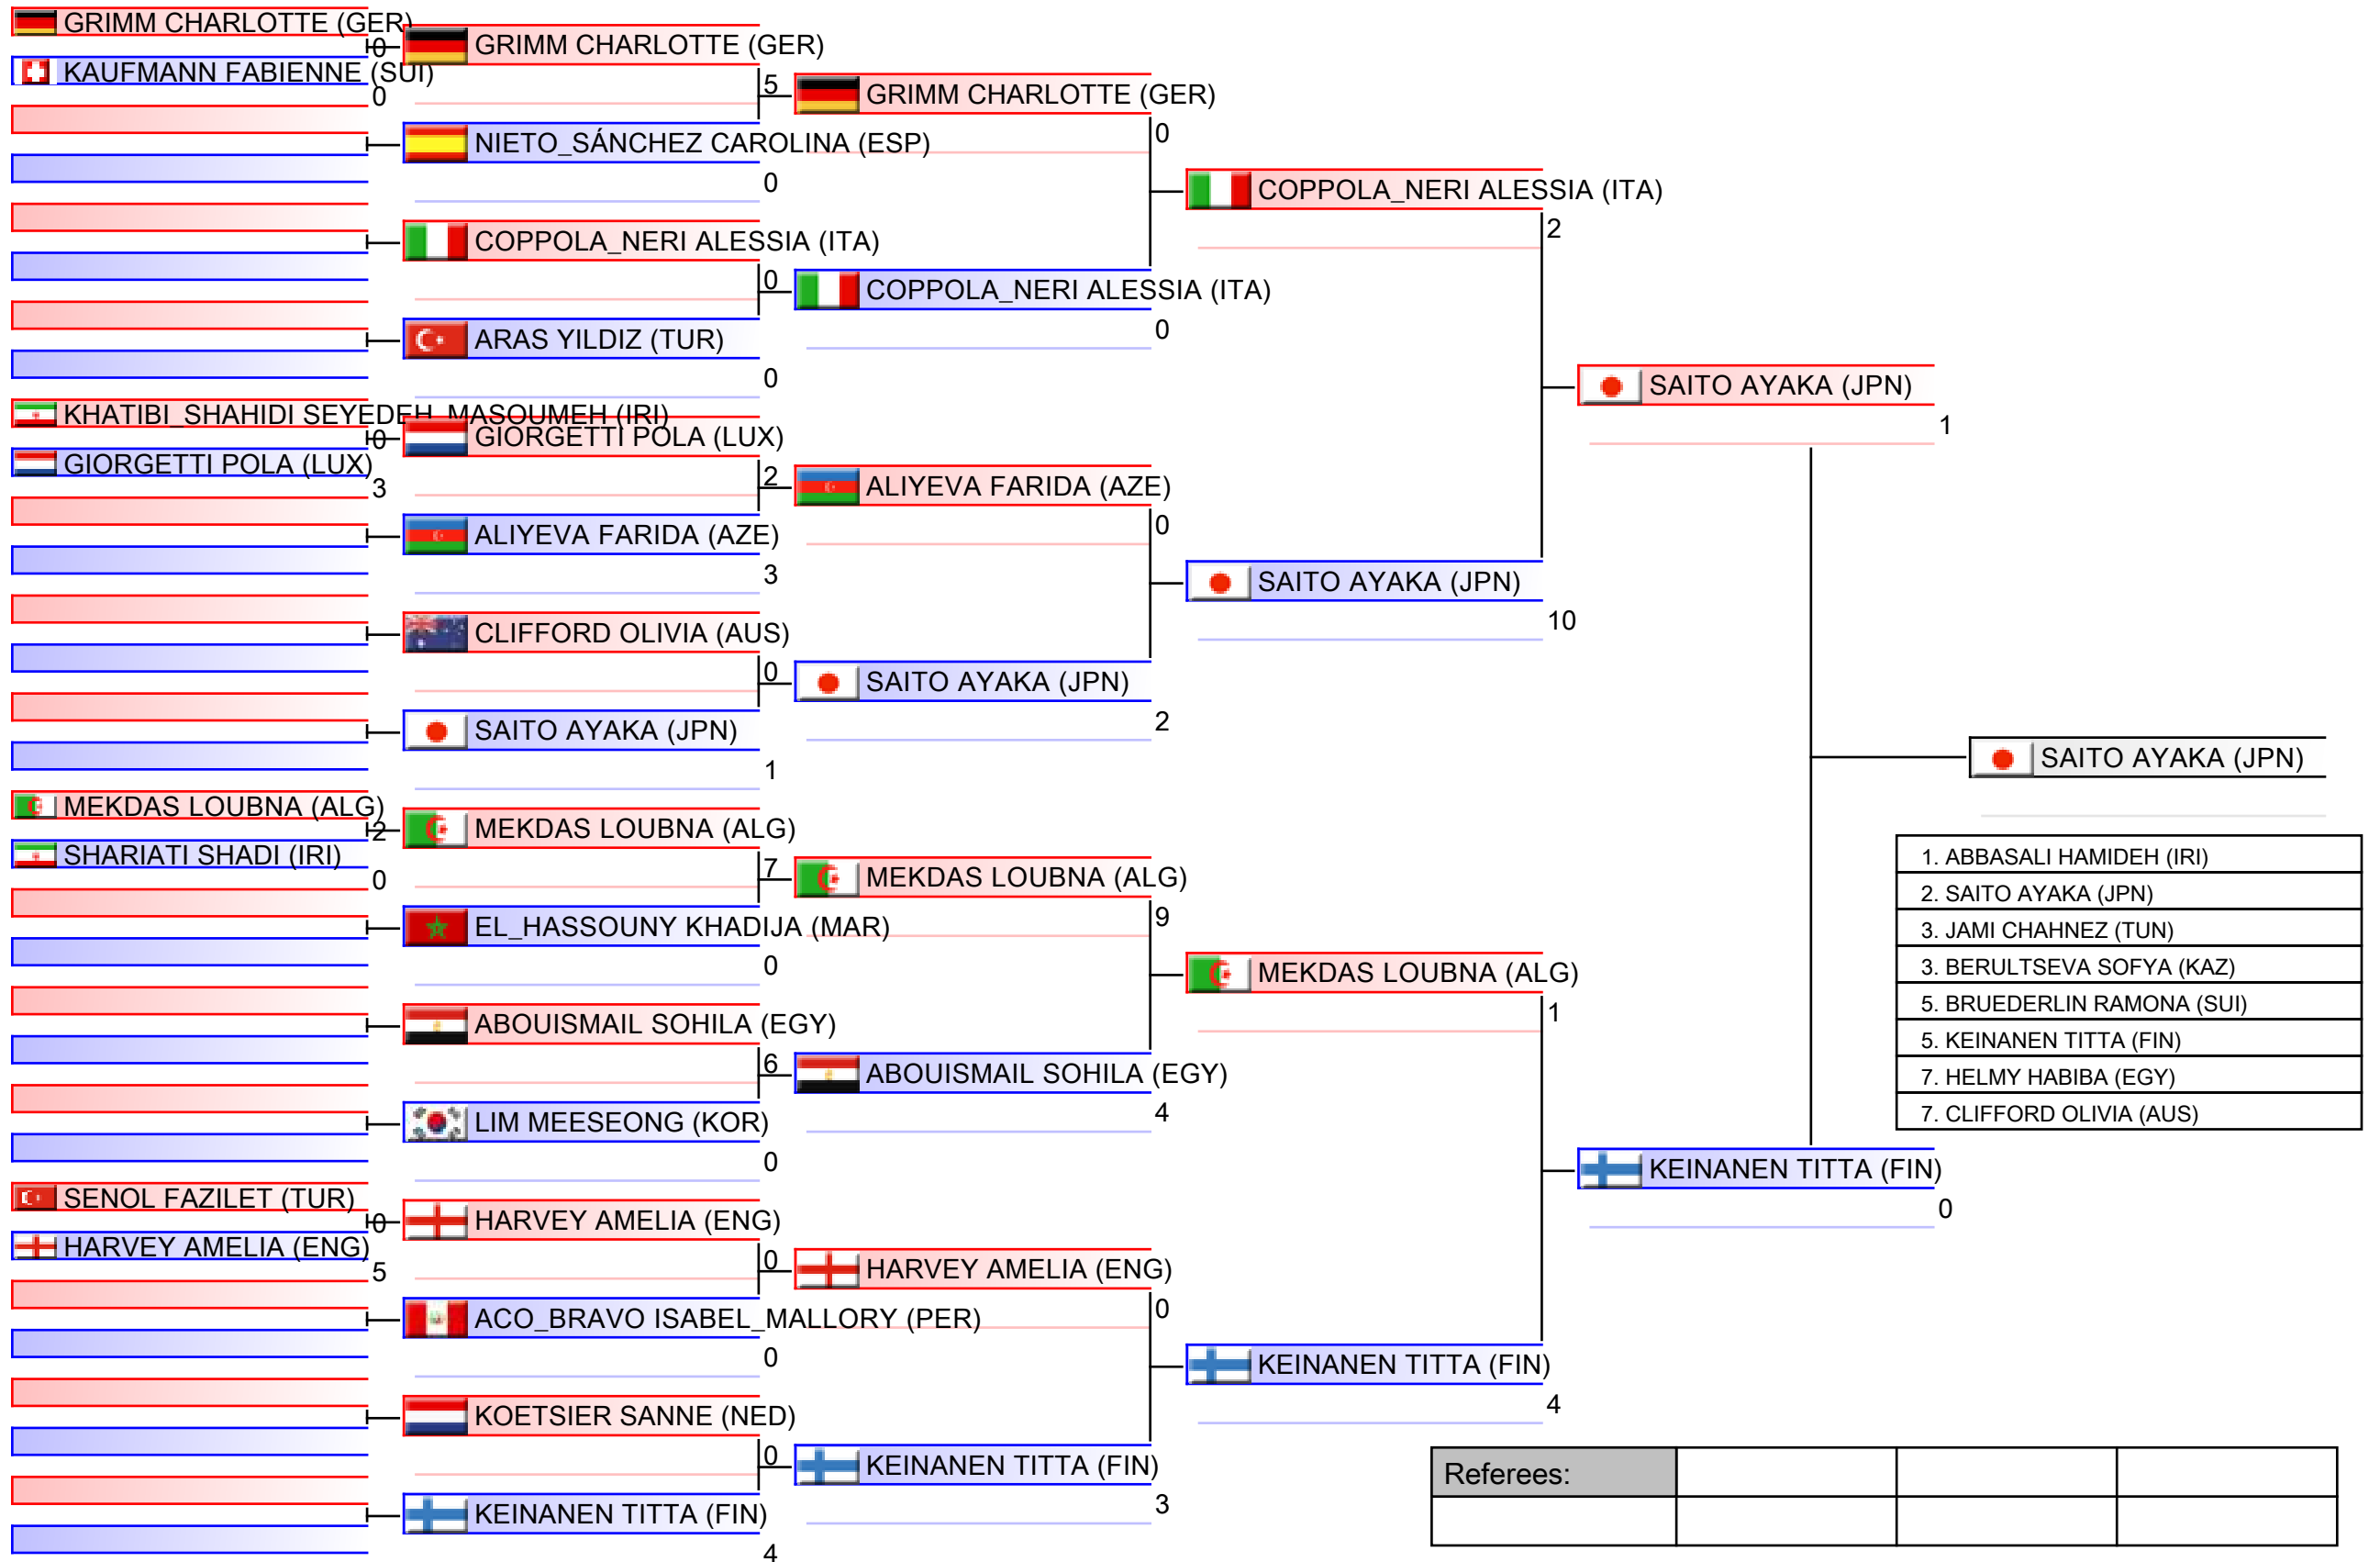 GRIMM CHARLOTTE (GER)
0
KAUFMANN FABIENNE (SUI)
0
KHATIBI_SHAHIDI SEYEDEH_MASOUMEH (IRI)
0
GIORGETTI POLA (LUX)
3
MEKDAS LOUBNA (ALG)
2
SHARIATI SHADI (IRI)
0
SENOL FAZILET (TUR)
0
HARVEY AMELIA (ENG)
5
GRIMM CHARLOTTE (GER)
5
NIETO_SÁNCHEZ CAROLINA (ESP)
0
COPPOLA_NERI ALESSIA (ITA)
0
ARAS YILDIZ (TUR)
0
GIORGETTI POLA (LUX)
2
ALIYEVA FARIDA (AZE)
3
CLIFFORD OLIVIA (AUS)
0
SAITO AYAKA (JPN)
1
MEKDAS LOUBNA (ALG)
7
EL_HASSOUNY KHADIJA (MAR)
0
ABOUISMAIL SOHILA (EGY)
6
LIM MEESEONG (KOR)
0
HARVEY AMELIA (ENG)
0
ACO_BRAVO ISABEL_MALLORY (PER)
0
KOETSIER SANNE (NED)
0
KEINANEN TITTA (FIN)
4
GRIMM CHARLOTTE (GER)
0
COPPOLA_NERI ALESSIA (ITA)
0
ALIYEVA FARIDA (AZE)
0
SAITO AYAKA (JPN)
2
MEKDAS LOUBNA (ALG)
9
ABOUISMAIL SOHILA (EGY)
4
HARVEY AMELIA (ENG)
0
KEINANEN TITTA (FIN)
3
COPPOLA_NERI ALESSIA (ITA)
2
SAITO AYAKA (JPN)
10
MEKDAS LOUBNA (ALG)
1
KEINANEN TITTA (FIN)
4
SAITO AYAKA (JPN)
1
KEINANEN TITTA (FIN)
0
SAITO AYAKA (JPN)
1. ABBASALI HAMIDEH (IRI)
2. SAITO AYAKA (JPN)
3. JAMI CHAHNEZ (TUN)
3. BERULTSEVA SOFYA (KAZ)
5. BRUEDERLIN RAMONA (SUI)
5. KEINANEN TITTA (FIN)
7. HELMY HABIBA (EGY)
7. CLIFFORD OLIVIA (AUS)
Referees: